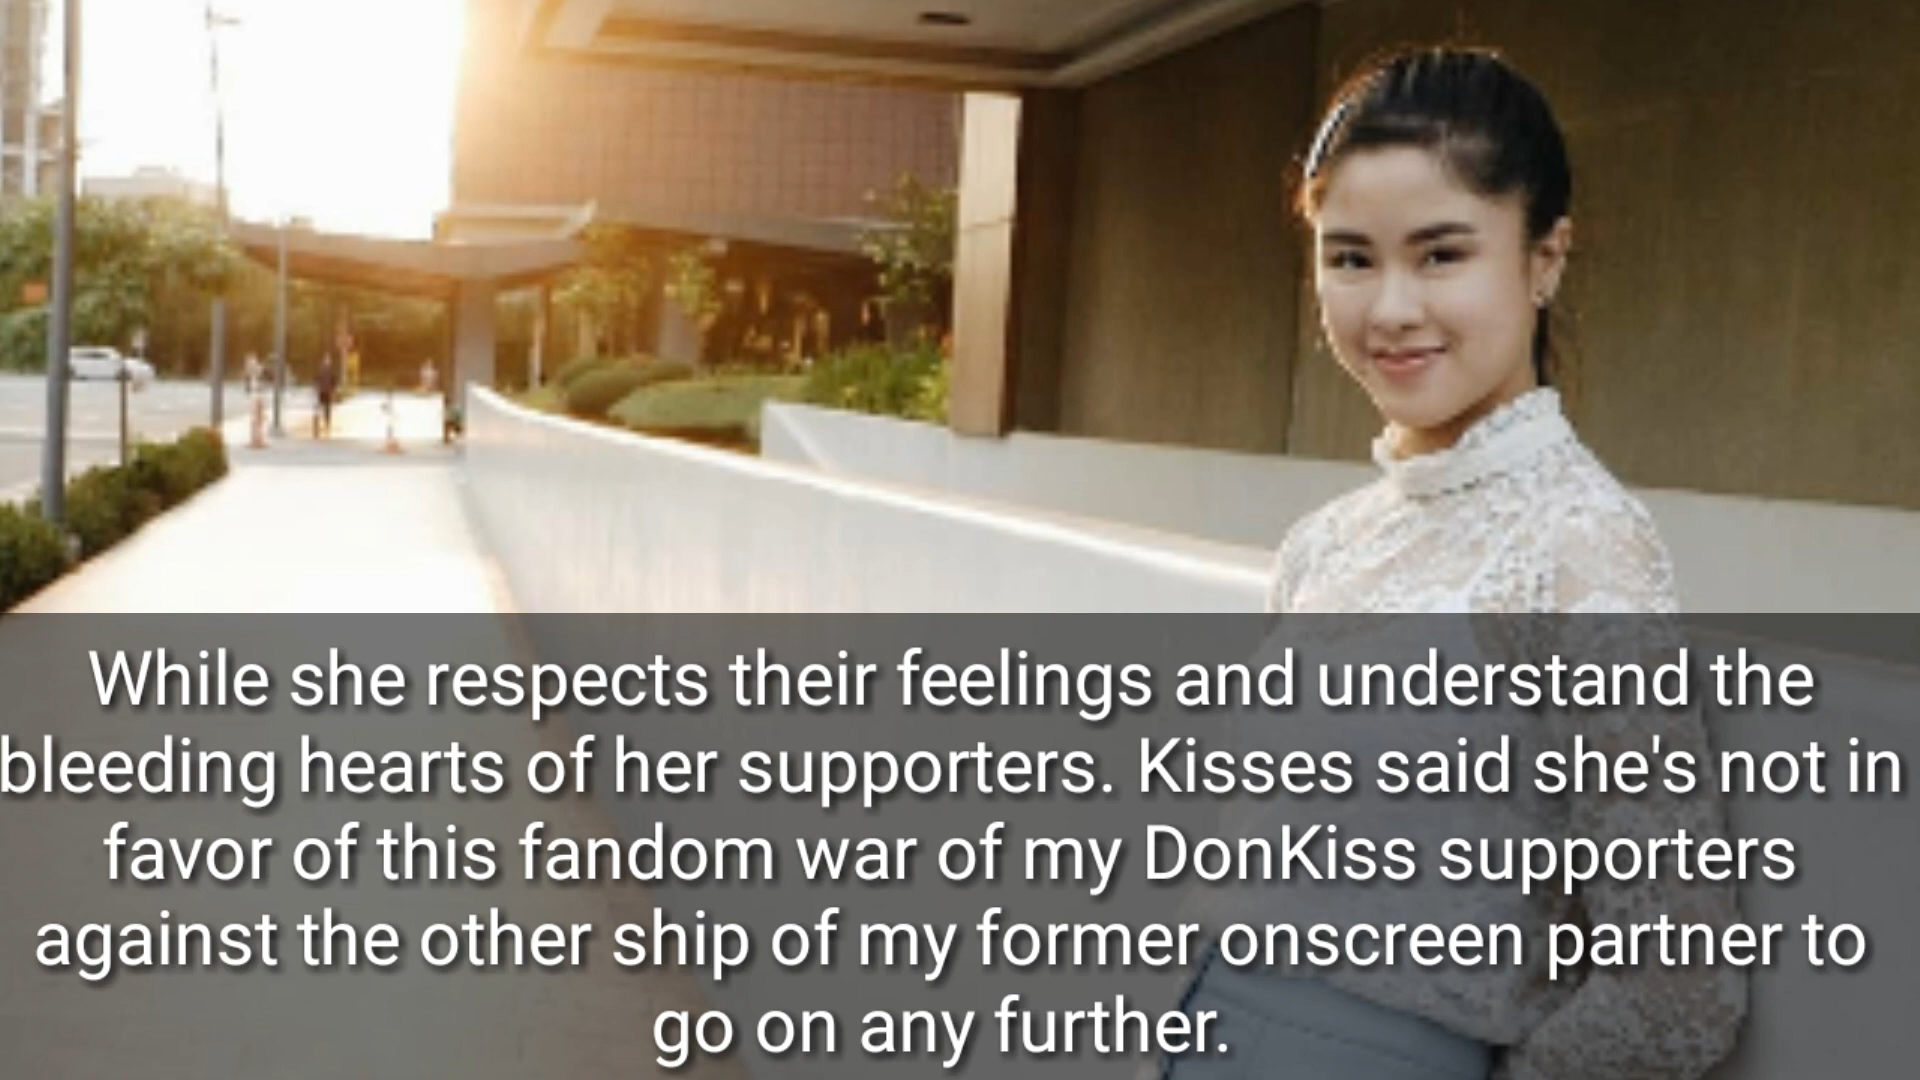 While she respects their feelings and understand the
bleeding hearts of her supporters. Kisses said she's not in
favor of this fandom war of my DonKiss supporters
against the other ship of my former onscreen partner to
go on any further.